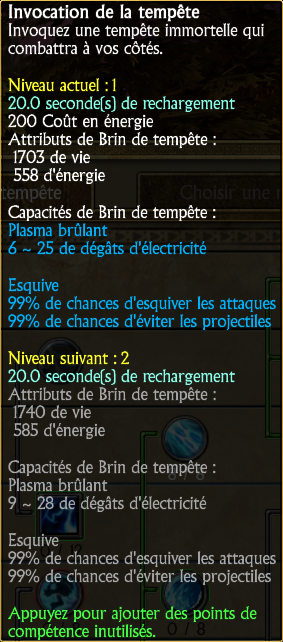 Invocation de la tempête
Invoquez une tempête immortelle qui
combattra à vos côtés.
Niveau actuel : 1
20.0 seconde(s) de rechargement
200 Coût en énergie
Attributs de Brin de tempête :
1703 de vie
558 d'énergie
Capacités de Brin de tempête :
Plasma brûlant
6 ~ 25 de dégâts d'électricité
Esquive
99% de chances d'esquiver les attaques
99% de chances d'éviter les projectiles
Niveau suivant : 2
20.0 seconde(s) de rechargement
Attributs de Brin de tempête :
1740 de vie
585 d'énergie
Capacités de Brin de tempête :
Plasma brûlant
9 ~ 28 de dégâts d'électricité
Esquive
99% de chances d'esquiver les attaques
99% de chances d'éviter les projectiles
Appuyez pour ajouter des points de
compétence inutilisés.
tempête
Choisir une